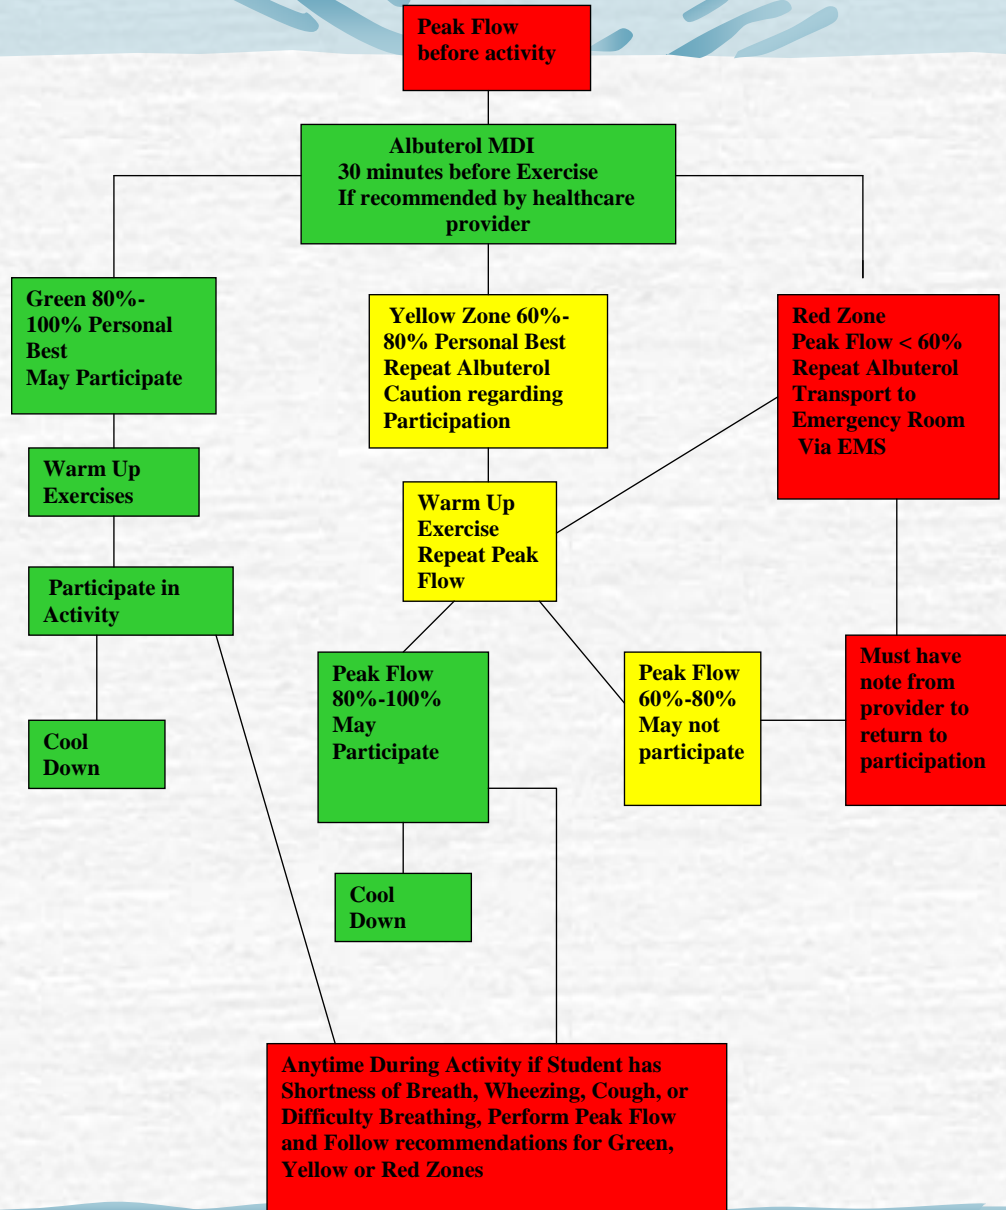 Peak Flow
before activity
Albuterol MDI
30 minutes before Exercise
If recommended by healthcare
provider
Green 80%-
100% Personal
Best
May Participate
Yellow Zone 60%-
80% Personal Best
Repeat Albuterol
Caution regarding
Participation
Red Zone
Peak Flow < 60%
Repeat Albuterol
Transport to
Emergency Room
Via EMS
Warm Up
Exercises
Warm Up
Exercise
Repeat Peak
Flow
Participate in
Activity
Peak Flow
80%-100%
May
Participate
Peak Flow
60%-80%
May not
participate
Must have
note from
provider to
return to
participation
Cool
Down
Cool
Down
Anytime During Activity if Student has
Shortness of Breath, Wheezing, Cough, or
Difficulty Breathing, Perform Peak Flow
and Follow recommendations for Green,
Yellow or Red Zones